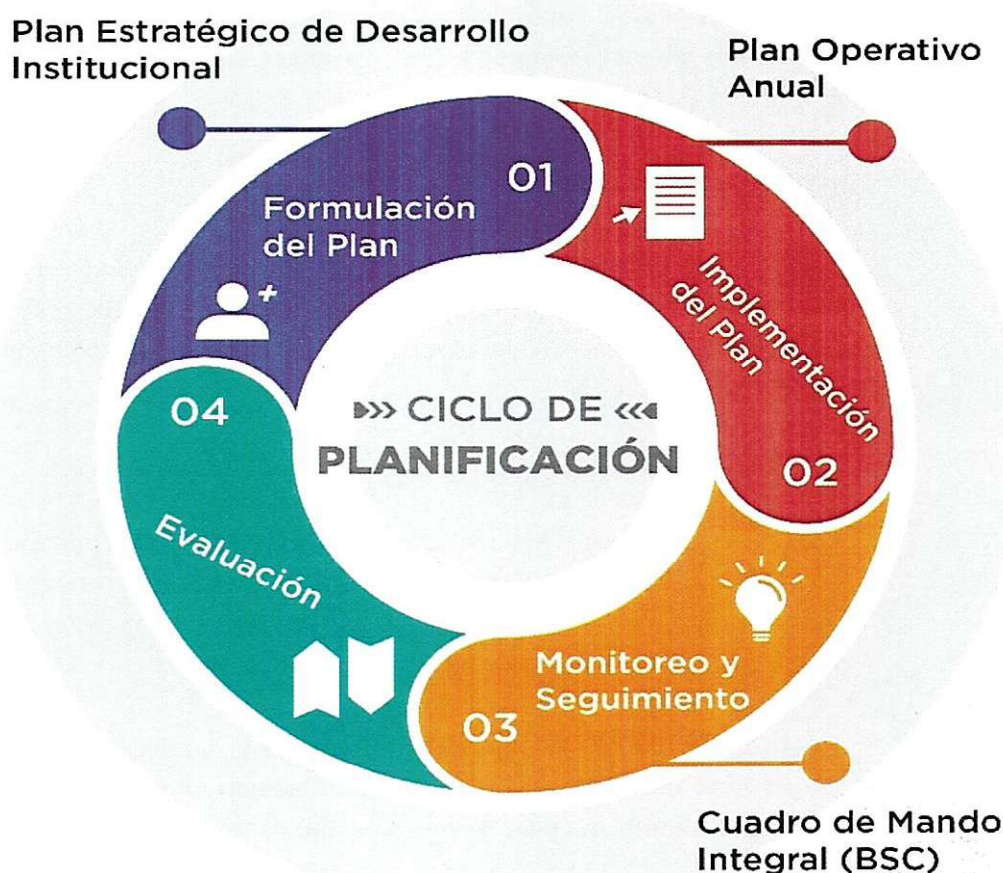 Plan Estratégico de Desarrollo
Institucional
Plan Operativo
Anual
01
Formulación
del Plan
Implementación
del Plan
02
04
»» CICLO DE ««
PLANIFICACIÓN
Evaluación
Monitoreo y
Seguimiento
03
Cuadro de Mando
Integral (BSC)